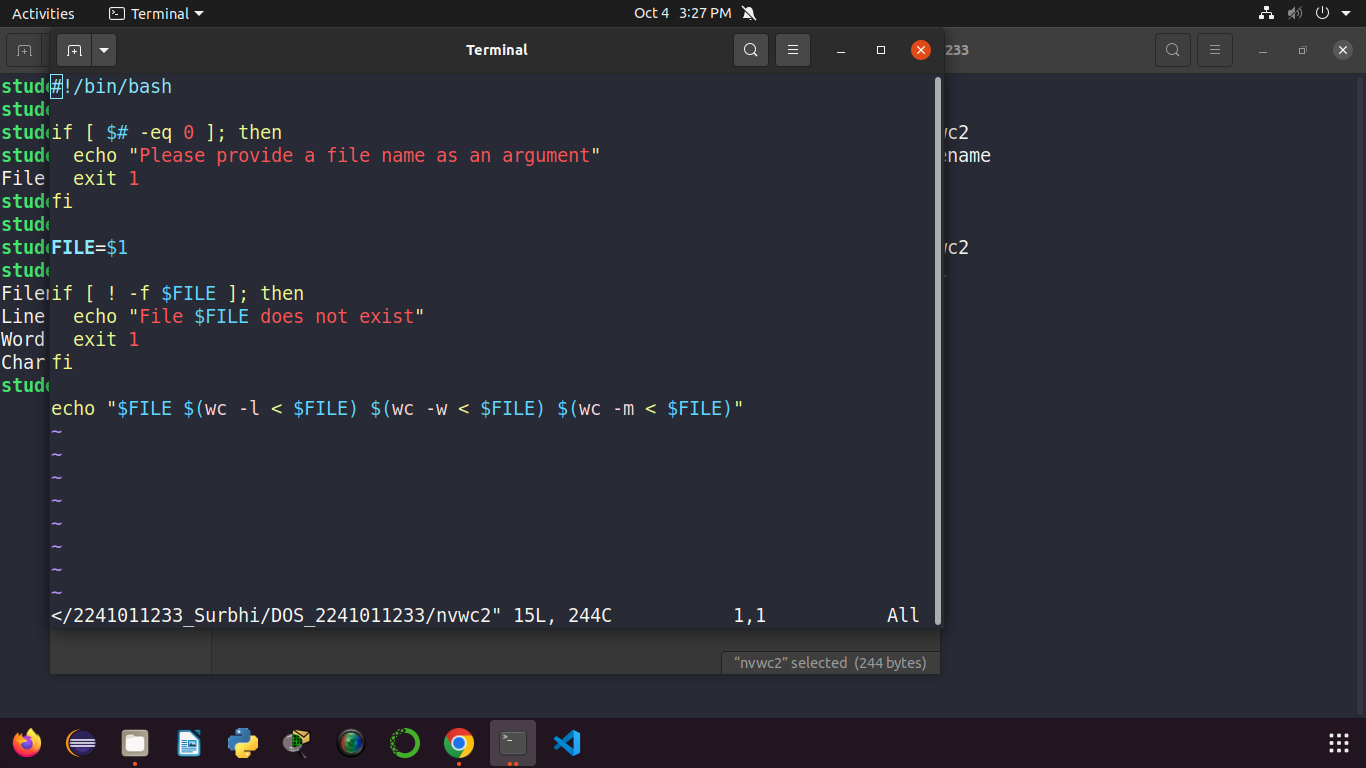 Activities
Terminal
Oct 4 3:27 PM
Terminal
233
#!/bin/bash
if [ $# -eq 0 ]; then
echo "Please provide a file name as an argument"
exit 1
fi
FILE=$1
if [ ! -f $FILE ]; then
echo "File $FILE does not exist"
exit 1
fi
echo "$FILE $(wc -l < $FILE) $(wc -w < $FILE) $(wc -m < $FILE)"
~
~
~
~
~
~
~
~
</2241011233_Surbhi/DOS_2241011233/nvwc2" 15L, 244C 1,1 All
stude
stude
stude wc2
stude ename
File
stude
stude
stude wc2
stude
File
Line
Word
Char
stude
"nvwc2" selected (244 bytes)